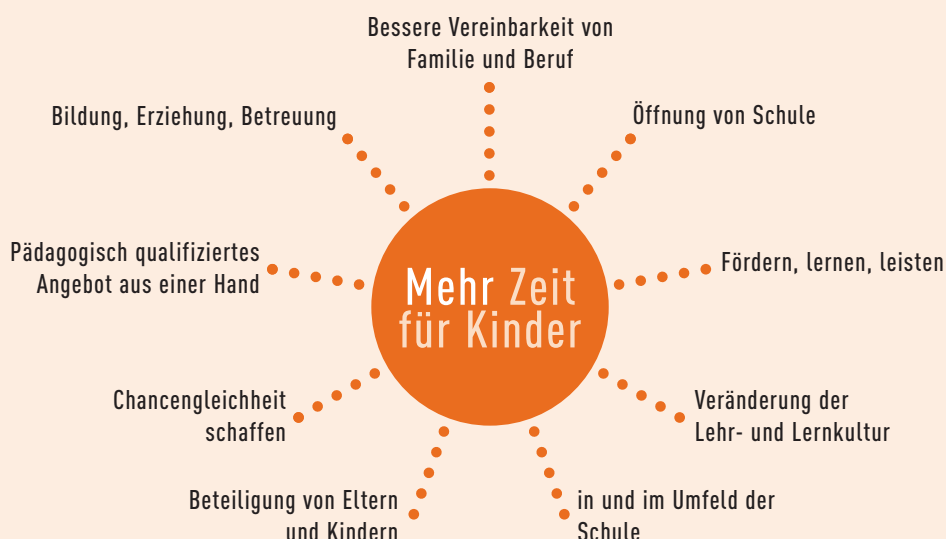 Bessere Vereinbarkeit von
Familie und Beruf
Bildung, Erziehung, Betreuung
Öffnung von Schule
Pädagogisch qualifiziertes
Angebot aus einer Hand
Fördern, lernen, leisten
Mehr Zeit
für Kinder
Chancengleichheit
schaffen
Veränderung der
Lehr- und Lernkultur
Beteiligung von Eltern
und Kindern
in und im Umfeld der
Schule